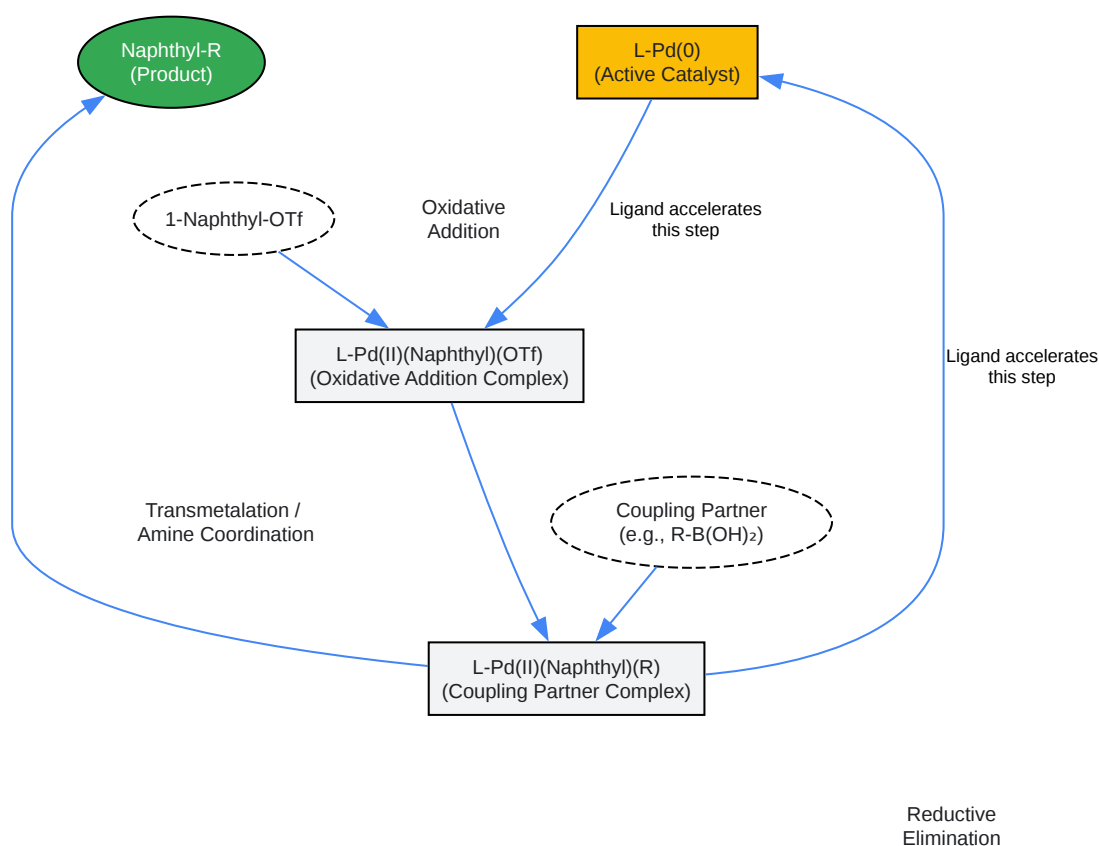 Naphthyl-R
(Product)
L-Pd(0)
(Active Catalyst)
1-Naphthyl-OTf
Oxidative
Addition
Ligand accelerates
this step
L-Pd(II)(Naphthyl)(OTf)
(Oxidative Addition Complex)
Ligand accelerates
this step
Transmetalation /
Amine Coordination
Coupling Partner
(e.g., R-B(OH)₂)
L-Pd(II)(Naphthyl)(R)
(Coupling Partner Complex)
Reductive
Elimination